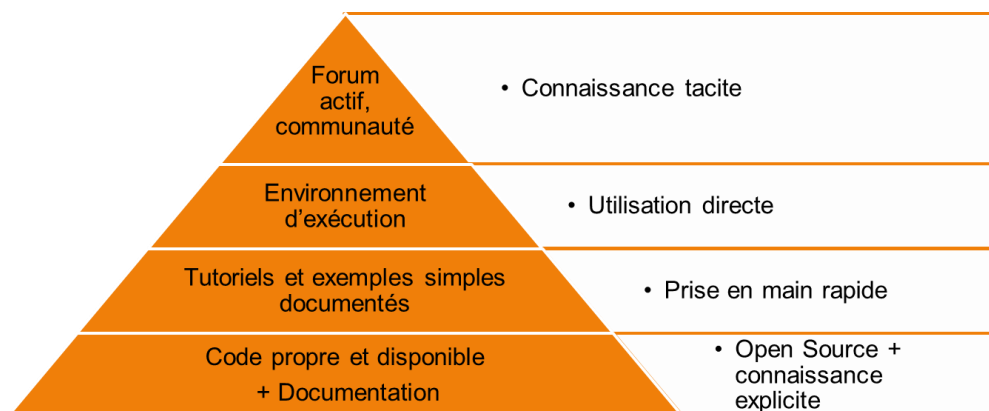 Forum
actif,
communauté
• Connaissance tacite
Environnement
d’exécution
• Utilisation directe
Tutoriels et exemples simples
documentés
• Prise en main rapide
Code propre et disponible
+ Documentation
• Open Source +
connaissance
explicite